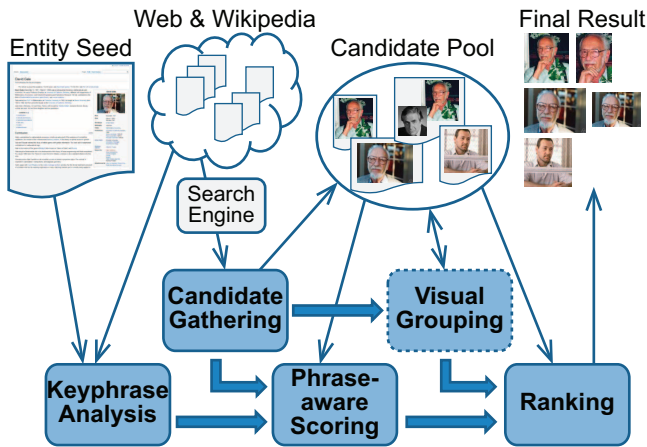 Entity Seed
Web & Wikipedia
Candidate Pool
Final Result
Search
Engine
Candidate
Gathering
Visual
Grouping
Keyphrase
Analysis
Phrase-
aware
Scoring
Ranking